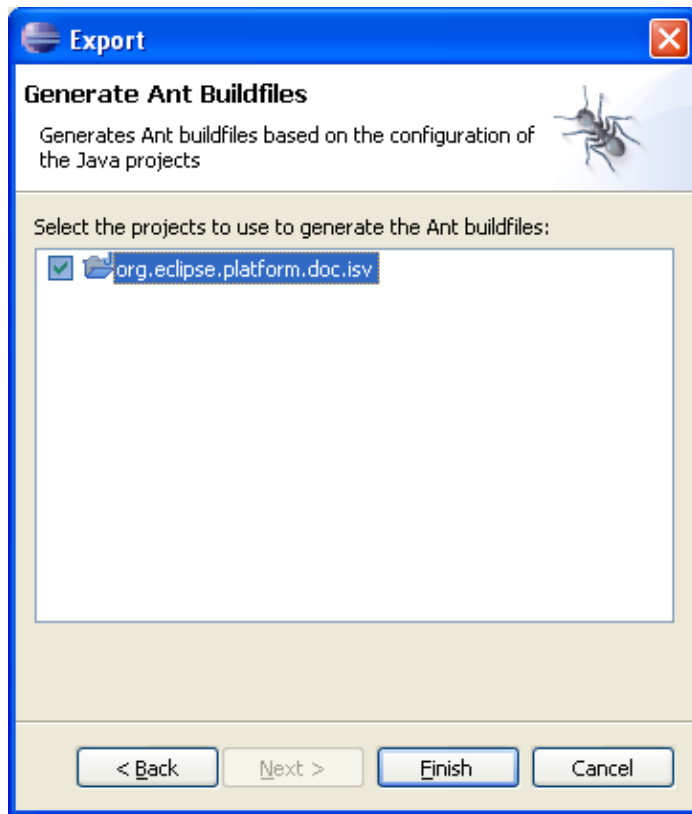 Export
Generate Ant Buildfiles
Generates Ant buildfiles based on the configuration of
the Java projects
Select the projects to use to generate the Ant buildfiles:
org.eclipse.platform.doc.isv
< Back Next > Finish Cancel